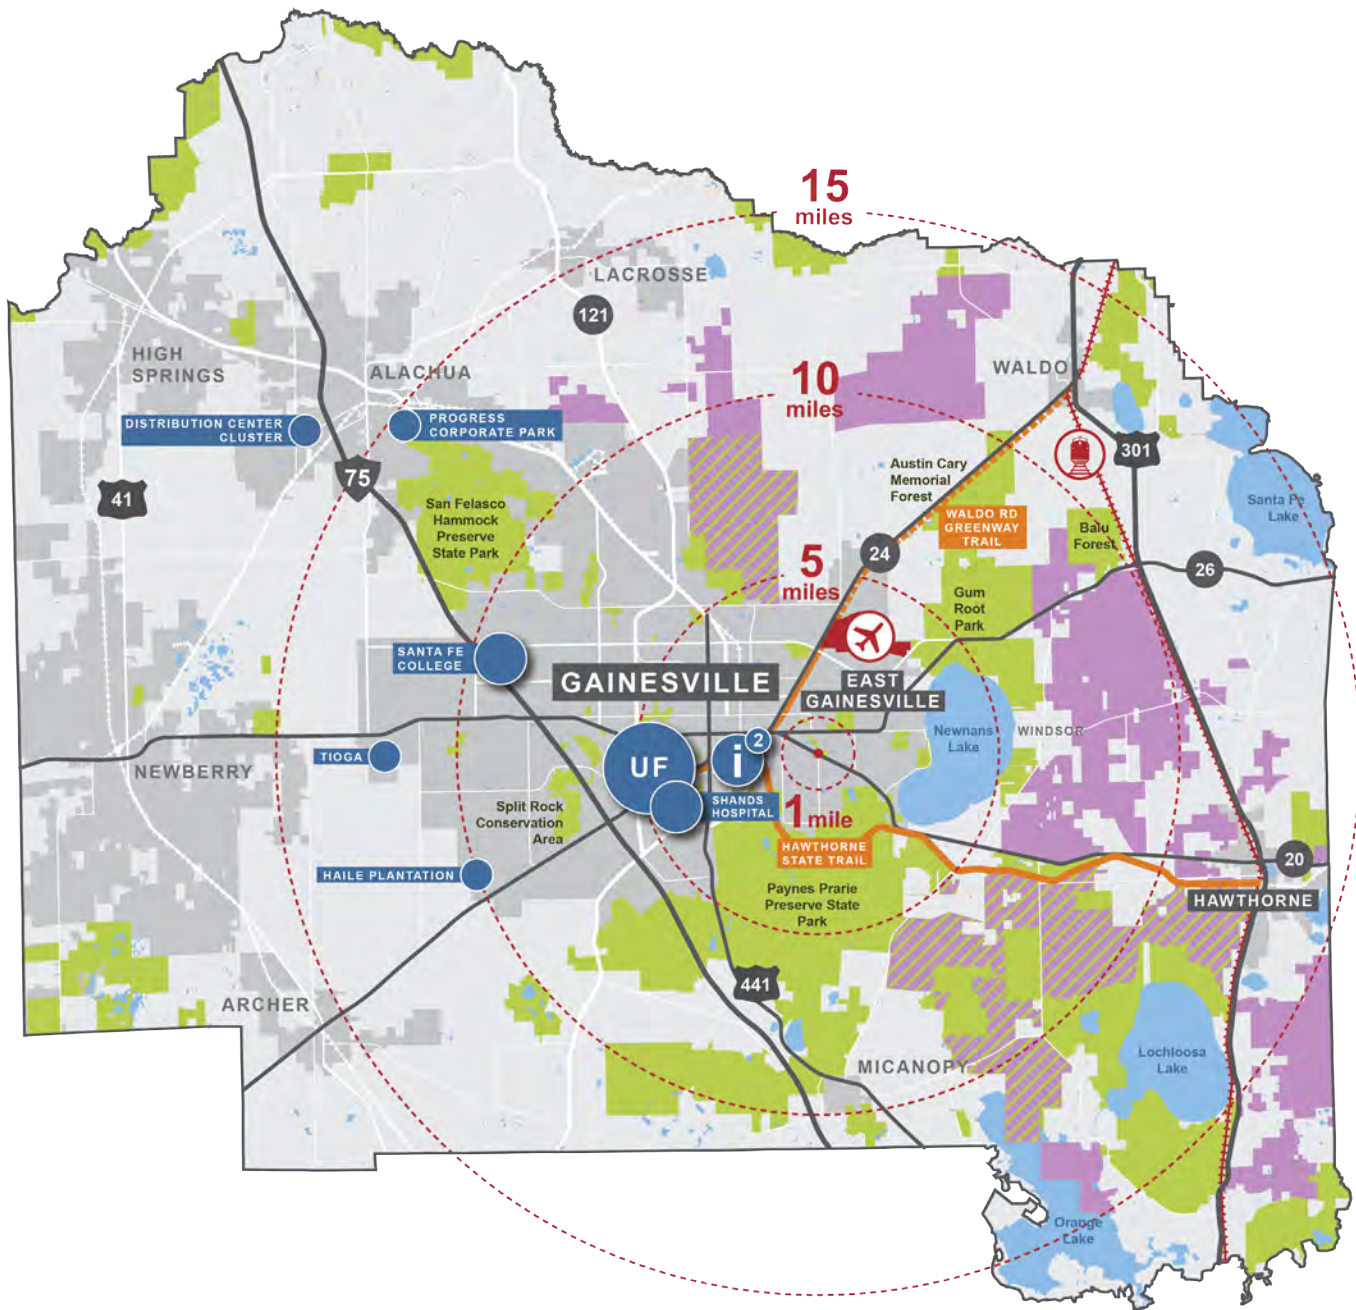 15
miles
LACROSSE
121
HIGH
SPRINGS
ALACHUA
WALDO
10
miles
DISTRIBUTION CENTER
CLUSTER
PROGRESS
CORPORATE PARK
301
75
41
Austin Cary
Memorial
Forest
San Felasco
Hammock
Preserve
State Park
Santa Fe
Lake
WALDO RD
GREENWAY
TRAIL
Balu
Forest
24
5
miles
26
Gum
Root
Park
SANTA FE
COLLEGE
GAINESVILLE
EAST
GAINESVILLE
Newnans
Lake
WINDSOR
2
i
UF
TIOGA
NEWBERRY
SHANDS
HOSPITAL
1 mile
Split Rock
Conservation
Area
HAWTHORNE
STATE TRAIL
20
HAILE PLANTATION
Paynes Prarie
Preserve State
Park
HAWTHORNE
441
ARCHER
MICANOPY
Lochloosa
Lake
Orange
Lake